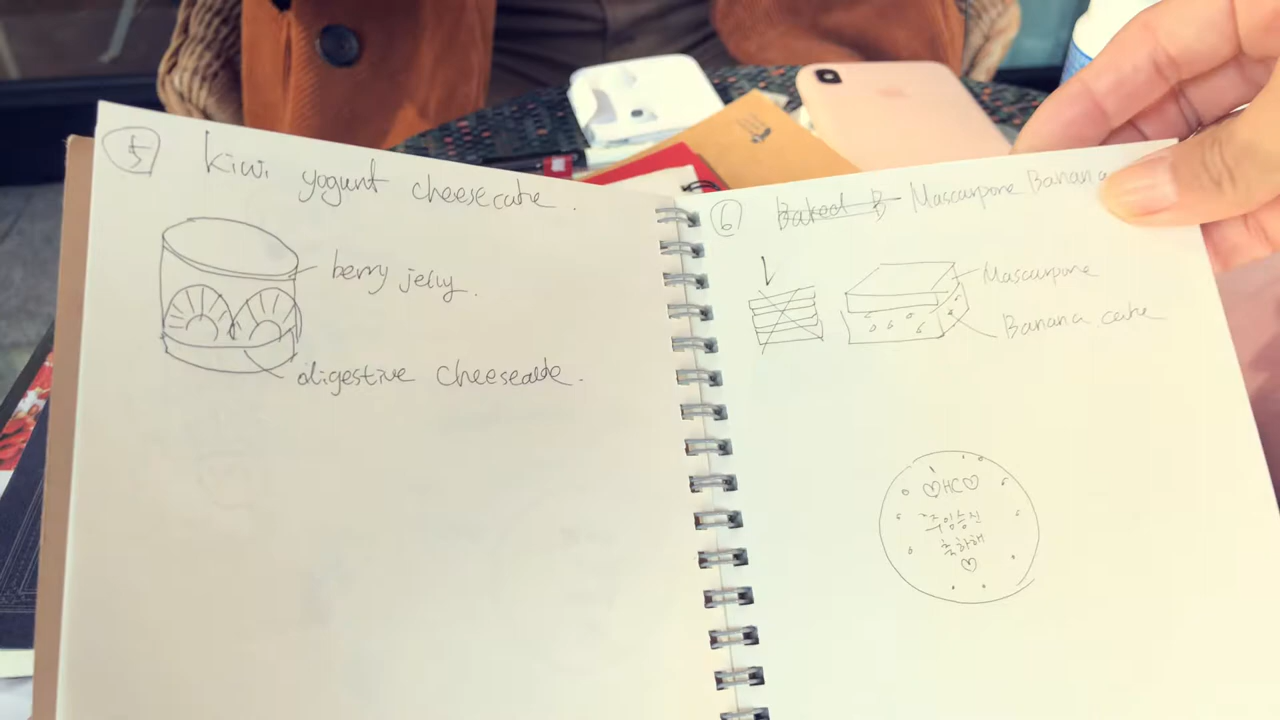 5
kiwi yogurt cheesecake.
berry jelly.
digestive cheesecake.
6
Baked B Mascarpone Banana
Mascarpone
Banana cake
♡HC♡
주임승진
축하해
♡